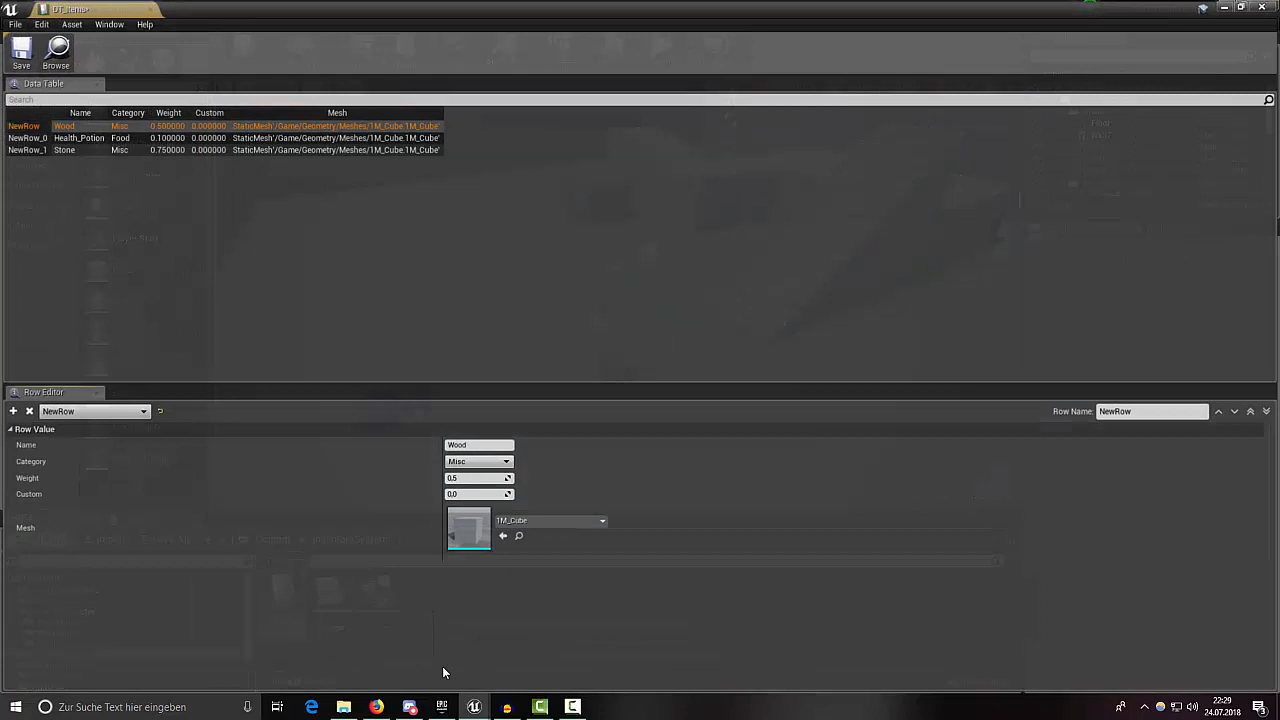 DT_Items*
File Edit Asset Window Help
Save Browse
Data Table
Search
Name Category Weight Custom Mesh
NewRow Wood Misc 0.500000 0.000000 StaticMesh'/Game/Geometry/Meshes/1M_Cube.1M_Cube'
NewRow_0 Health_Potion Food 0.100000 0.000000 StaticMesh'/Game/Geometry/Meshes/1M_Cube.1M_Cube'
NewRow_1 Stone Misc 0.750000 0.000000 StaticMesh'/Game/Geometry/Meshes/1M_Cube.1M_Cube'
Row Editor
NewRow Row Name: NewRow
Row Value
Name Wood
Category Misc
Weight 0.5
Custom 0.0
Mesh 1M_Cube
Zur Suche Text hier eingeben
22:29
24.07.2018